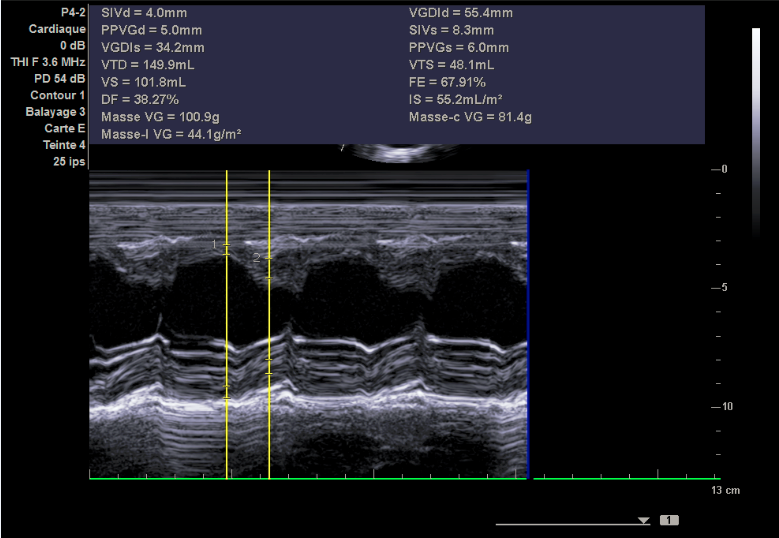 P4-2
Cardiaque
0 dB
THI F 3.6 MHz
PD 54 dB
Contour 1
Balayage 3
Carte E
Teinte 4
25 ips
SIVd = 4.0mm
PPVGd = 5.0mm
VGDIs = 34.2mm
VTD = 149.9mL
VS = 101.8mL
DF = 38.27%
Masse VG = 100.9g
Masse-I VG = 44.1g/m²
VGDId = 55.4mm
SIVs = 8.3mm
PPVGs = 6.0mm
VTS = 48.1mL
FE = 67.91%
IS = 55.2mL/m²
Masse-c VG = 81.4g
0
1
2
5
10
13 cm
1